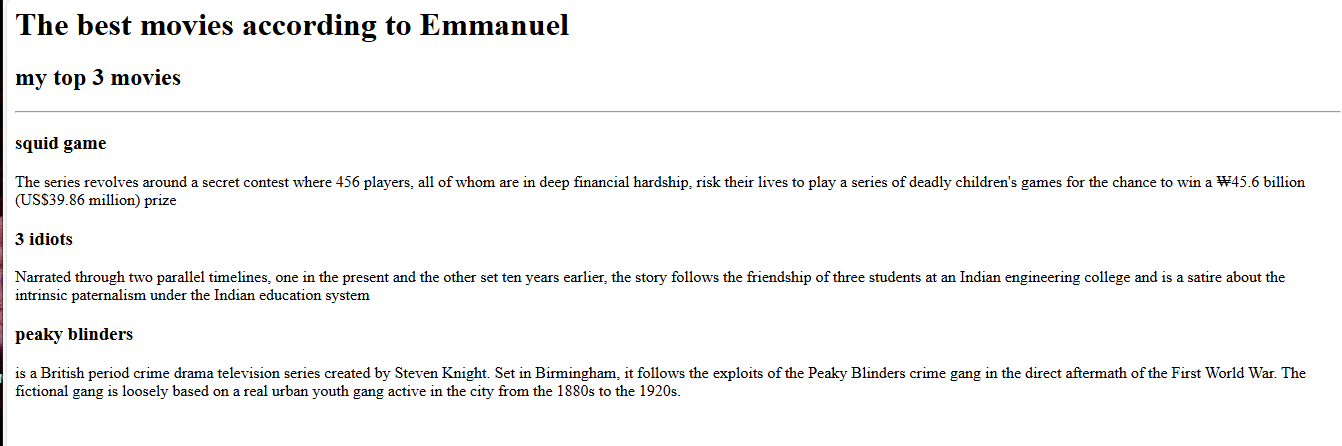 The best movies according to Emmanuel
my top 3 movies
squid game
The series revolves around a secret contest where 456 players, all of whom are in deep financial hardship, risk their lives to play a series of deadly children's games for the chance to win a ₩45.6 billion
(US$39.86 million) prize
3 idiots
Narrated through two parallel timelines, one in the present and the other set ten years earlier, the story follows the friendship of three students at an Indian engineering college and is a satire about the
intrinsic paternalism under the Indian education system
peaky blinders
is a British period crime drama television series created by Steven Knight. Set in Birmingham, it follows the exploits of the Peaky Blinders crime gang in the direct aftermath of the First World War. The
fictional gang is loosely based on a real urban youth gang active in the city from the 1880s to the 1920s.